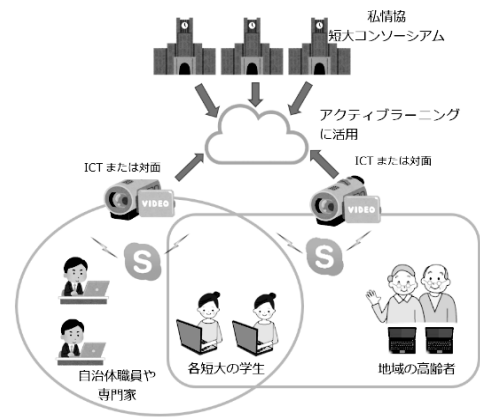 私情協
短大コンソーシアム
アクティブラーニング
に活用
ICT または対面
ICT または対面
VIDEO
VIDEO
S
S
自治体職員や
専門家
各短大の学生
地域の高齢者